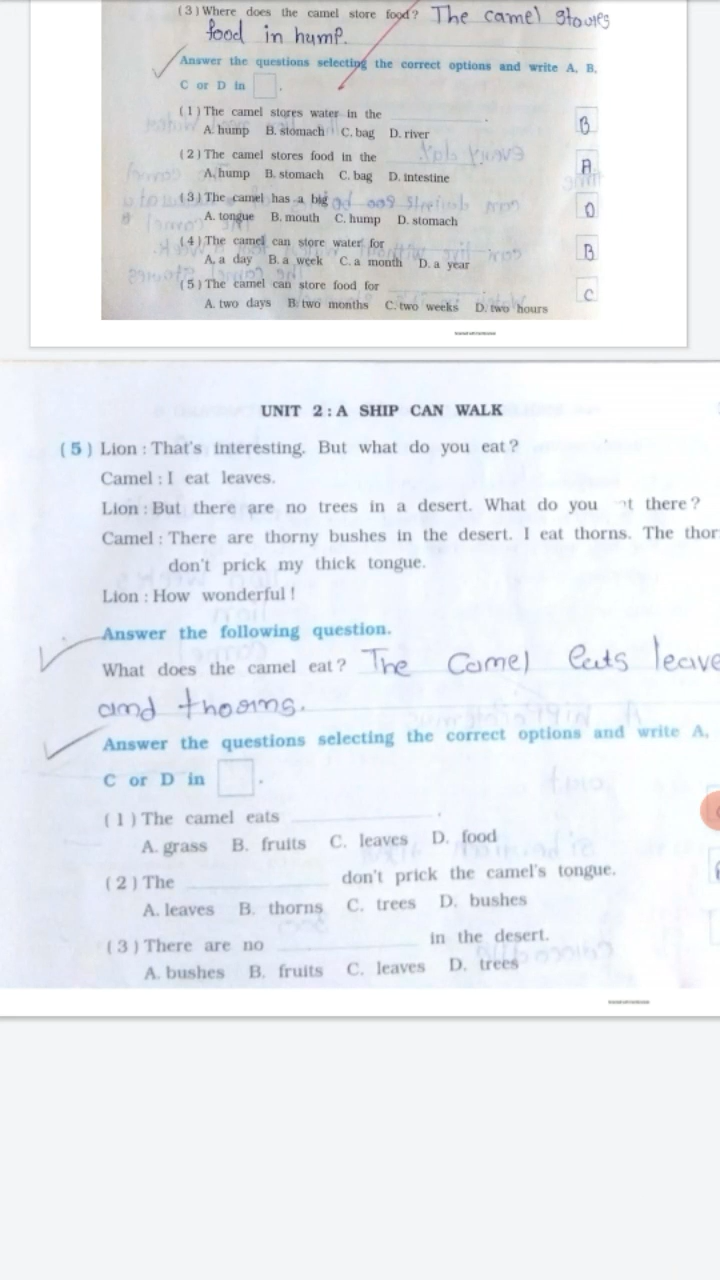 (3) Where does the camel store food? The camel stoores
food in hump.
Answer the questions selecting the correct options and write A, B,
C or D in .
(1) The camel stores water in the ____ . B
A. hump B. stomach C. bag D. river
(2) The camel stores food in the A
A. hump B. stomach C. bag D. intestine
(3) The camel has a big D
A. tongue B. mouth C. hump D. stomach
(4) The camel can store water for B
A. a day B. a week C. a month D. a year
(5) The camel can store food for C
A. two days B. two months C. two weeks D. two hours
UNIT 2 : A SHIP CAN WALK
(5) Lion : That's interesting. But what do you eat?
Camel : I eat leaves.
Lion : But there are no trees in a desert. What do you there?
Camel : There are thorny bushes in the desert. I eat thorns. The thor
don't prick my thick tongue.
Lion : How wonderful !
Answer the following question.
What does the camel eat? The Camel eats leave
and thoorns.
Answer the questions selecting the correct options and write A,
C or D in .
(1) The camel eats ____ .
A. grass B. fruits C. leaves D. food
(2) The ____ don't prick the camel's tongue.
A. leaves B. thorns C. trees D. bushes
(3) There are no ____ in the desert.
A. bushes B. fruits C. leaves D. trees